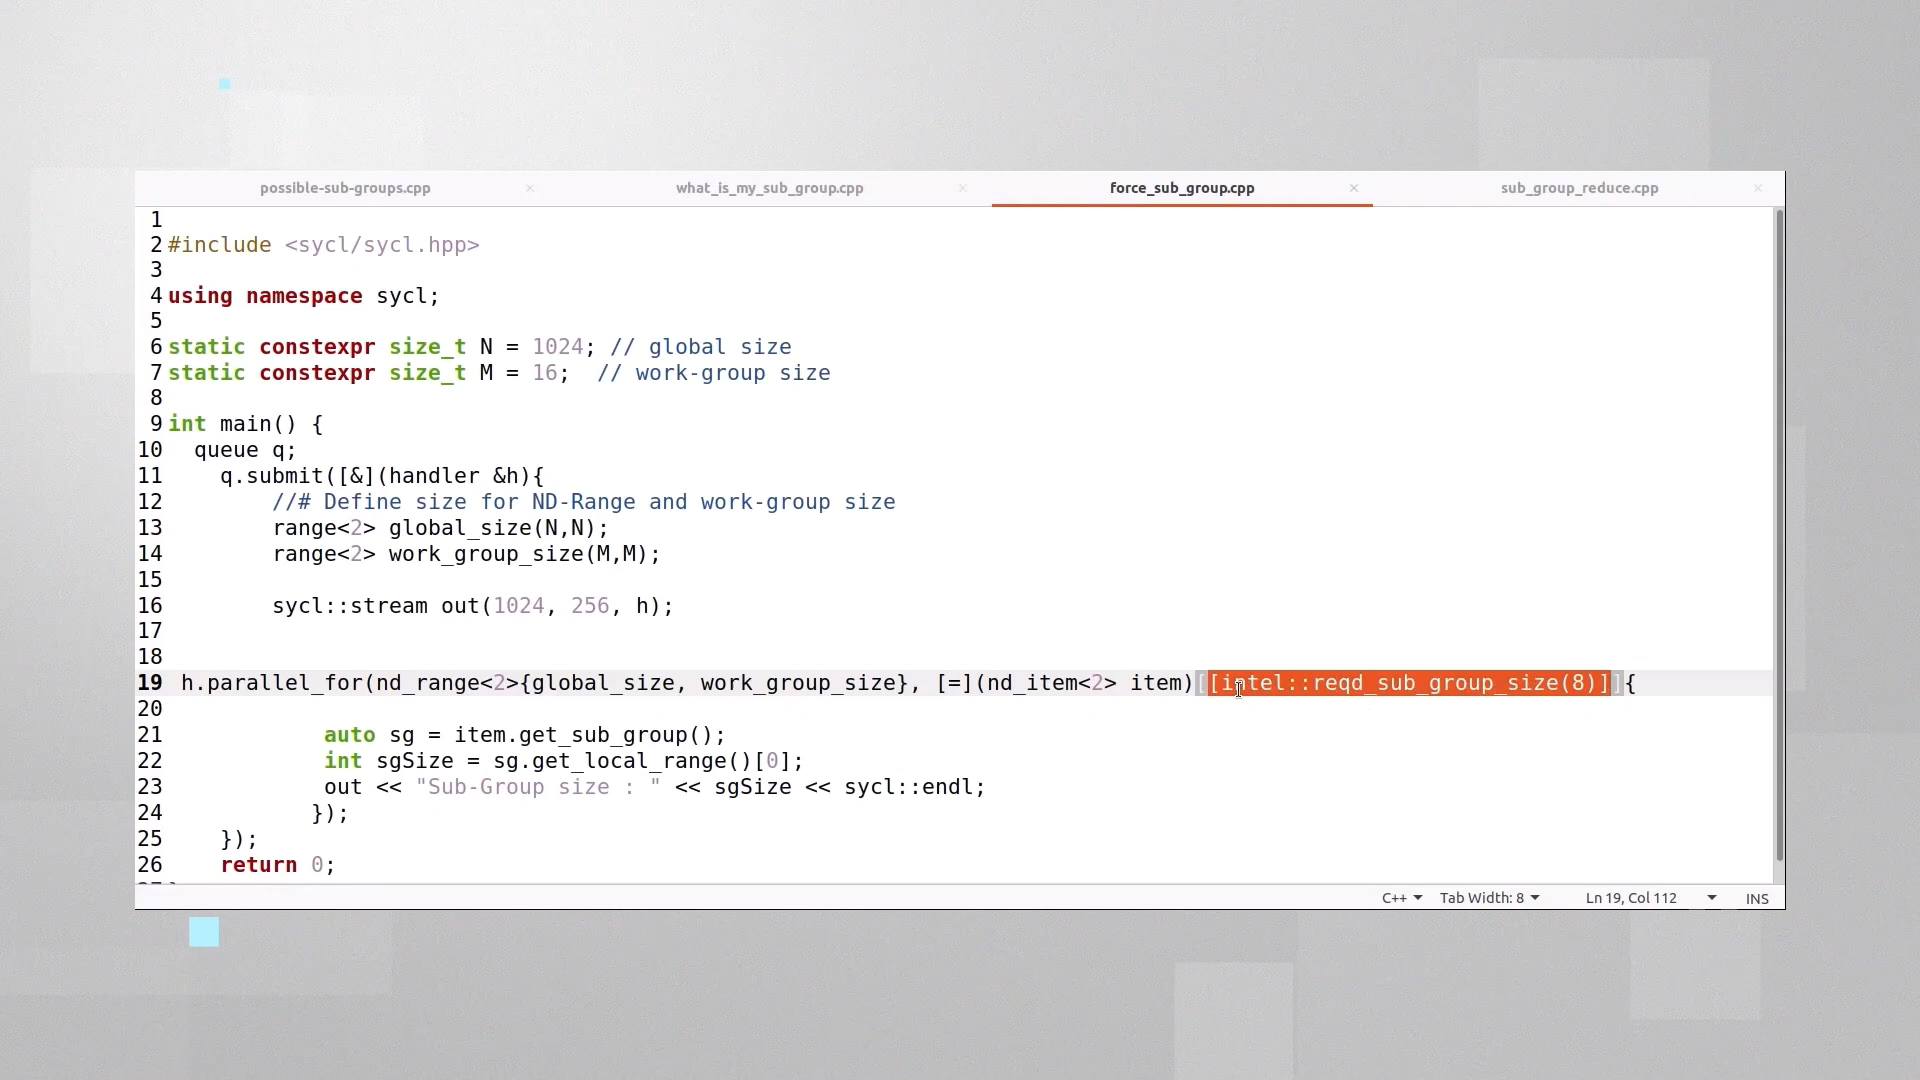 possible-sub-groups.cpp × what_is_my_sub_group.cpp × force_sub_group.cpp × sub_group_reduce.cpp ×
1
2 #include <sycl/sycl.hpp>
3
4 using namespace sycl;
5
6 static constexpr size_t N = 1024; // global size
7 static constexpr size_t M = 16;  // work-group size
8
9 int main() {
10   queue q;
11     q.submit([&](handler &h){
12         //# Define size for ND-Range and work-group size
13         range<2> global_size(N,N);
14         range<2> work_group_size(M,M);
15
16         sycl::stream out(1024, 256, h);
17
18
19  h.parallel_for(nd_range<2>{global_size, work_group_size}, [=](nd_item<2> item)[[intel::reqd_sub_group_size(8)]]{
20
21             auto sg = item.get_sub_group();
22             int sgSize = sg.get_local_range()[0];
23             out << "Sub-Group size : " << sgSize << sycl::endl;
24            });
25     });
26     return 0;
C++ Tab Width: 8 Ln 19, Col 112 INS